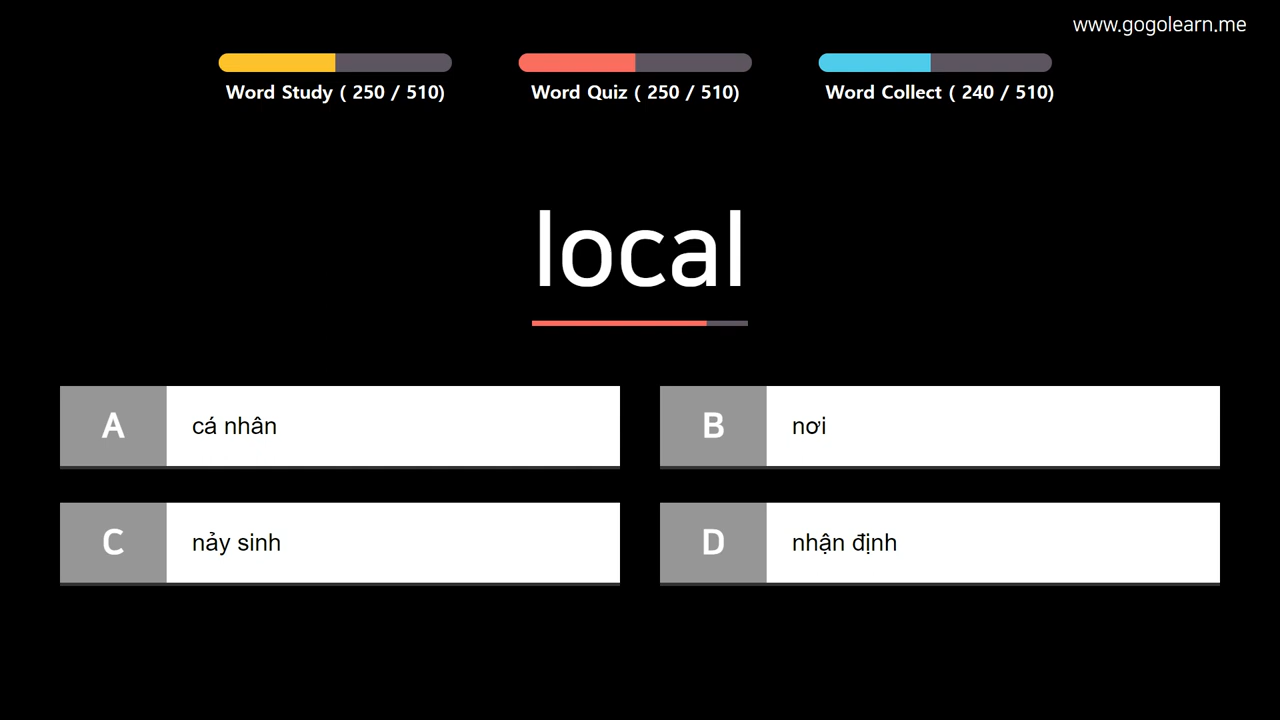 www.gogolearn.me
Word Study ( 250 / 510)
Word Quiz ( 250 / 510)
Word Collect ( 240 / 510)
local
A
cá nhân
B
nơi
C
nảy sinh
D
nhận định